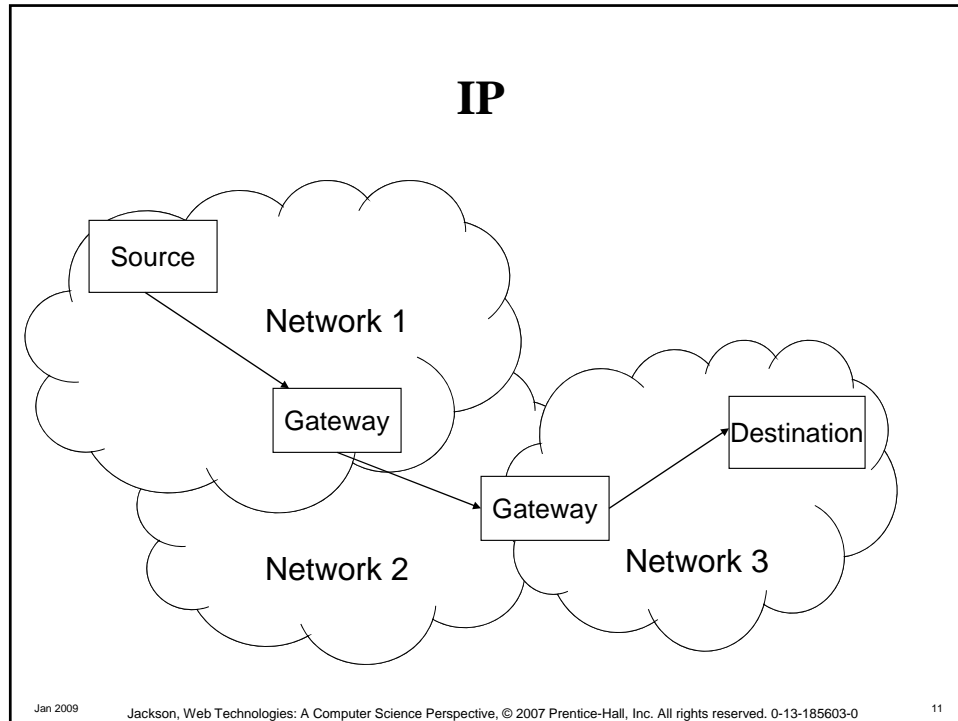 IP
Source
Network 1
Gateway
Destination
Gateway
Network 2
Network 3
Jan 2009
Jackson, Web Technologies: A Computer Science Perspective, © 2007 Prentice-Hall, Inc. All rights reserved. 0-13-185603-0
11